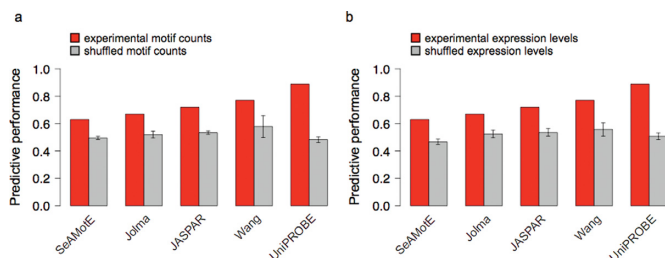 a
experimental motif counts
shuffled motif counts
Predictive performance
1.0
0.8
0.6
0.4
0.2
0.0
SeAMotE
Jolma
JASPAR
Wang
UniPROBE
b
experimental expression levels
shuffled expression levels
Predictive performance
1.0
0.8
0.6
0.4
0.2
0.0
SeAMotE
Jolma
JASPAR
Wang
UniPROBE